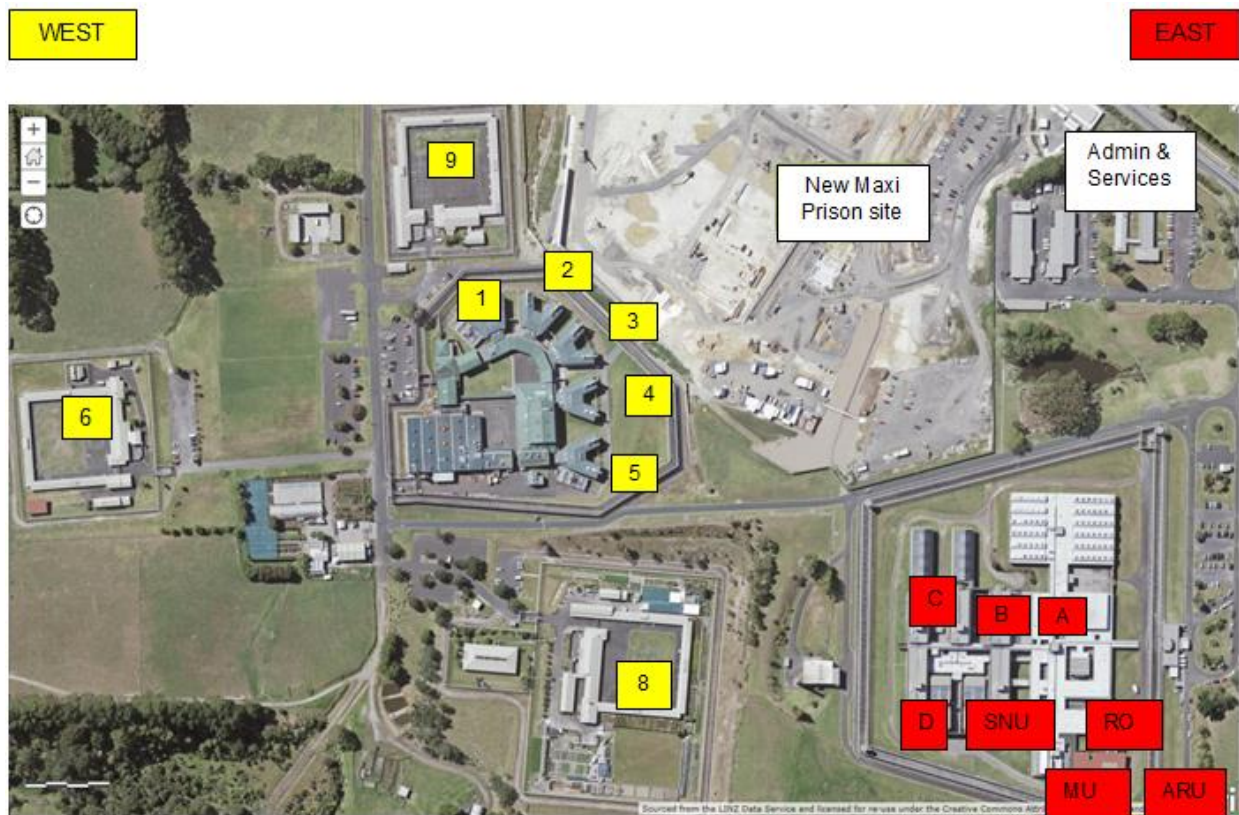 WEST
EAST
Admin &
Services
9
New Maxi
Prison site
2
1
3
4
6
5
C
B
A
8
D
SNU
RO
MU
ARU
Sourced from the LINZ Data Service and licensed for re-use under the Creative Commons